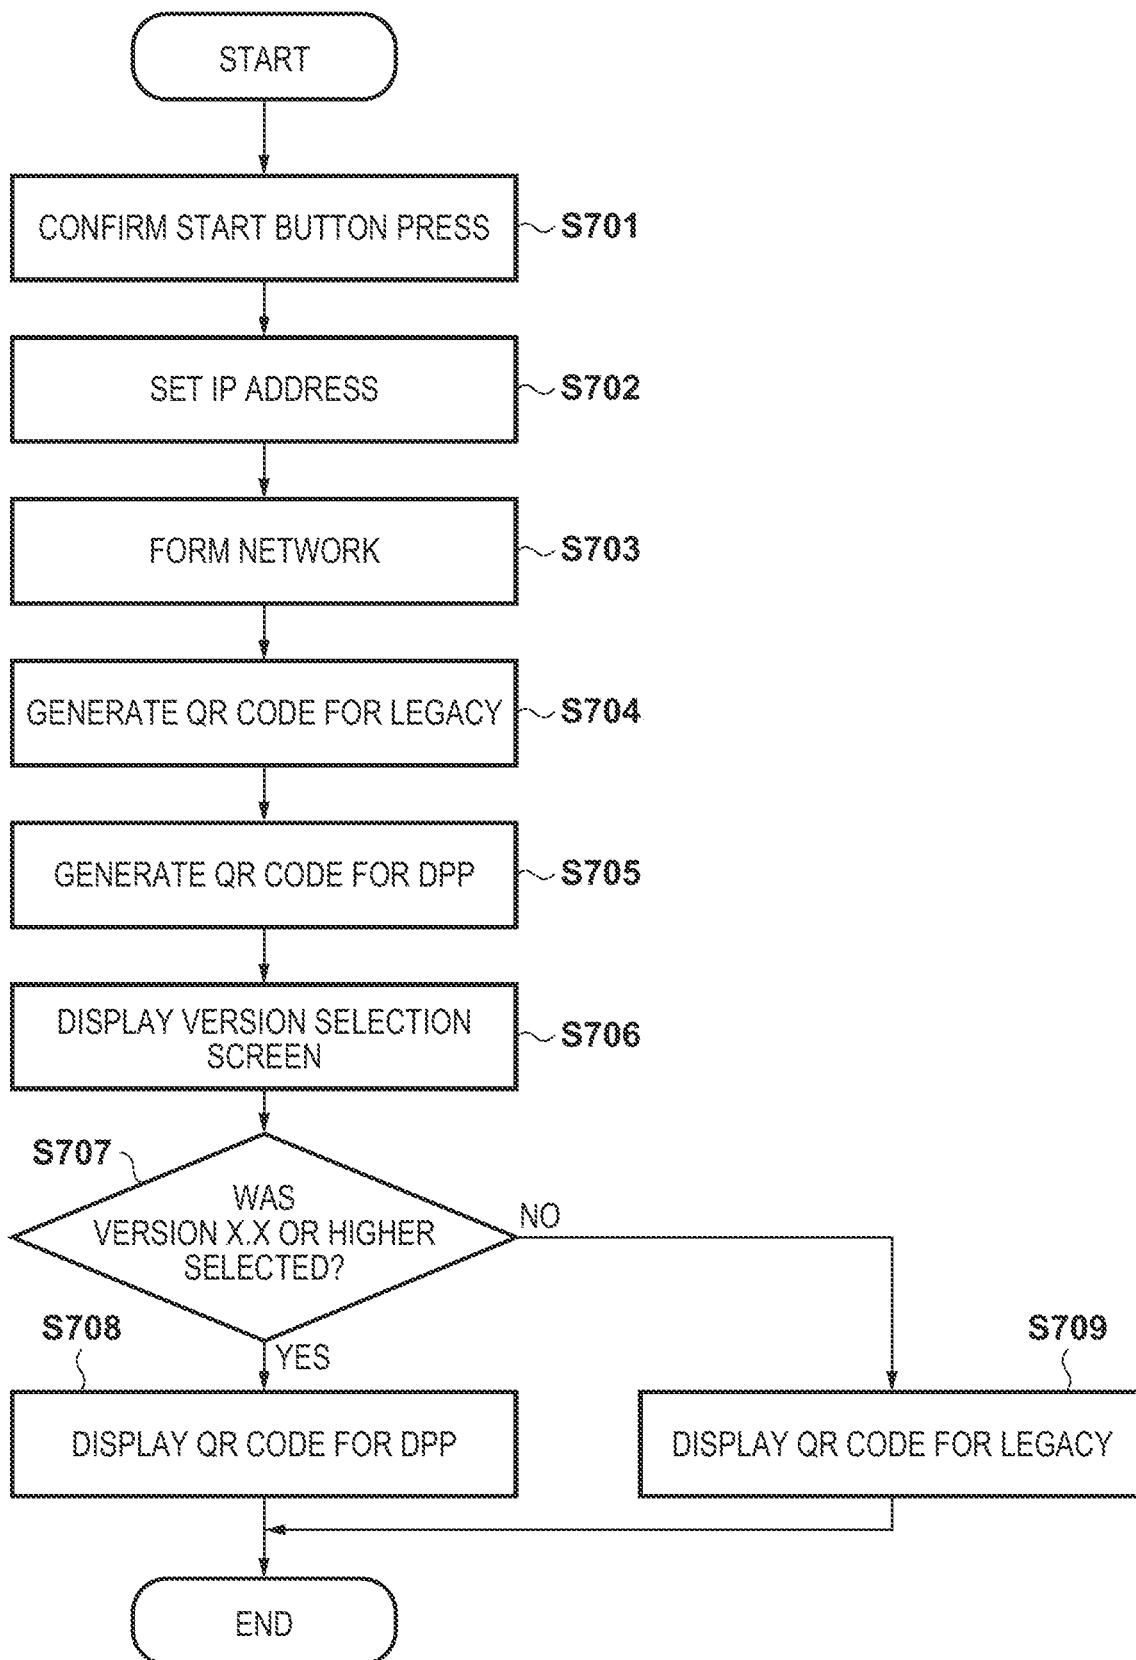 START
CONFIRM START BUTTON PRESS
S701
SET IP ADDRESS
S702
FORM NETWORK
S703
GENERATE QR CODE FOR LEGACY
S704
GENERATE QR CODE FOR DPP
S705
DISPLAY VERSION SELECTION
SCREEN
S706
S707
WAS
VERSION X.X OR HIGHER
SELECTED?
NO
YES
S708
DISPLAY QR CODE FOR DPP
S709
DISPLAY QR CODE FOR LEGACY
END